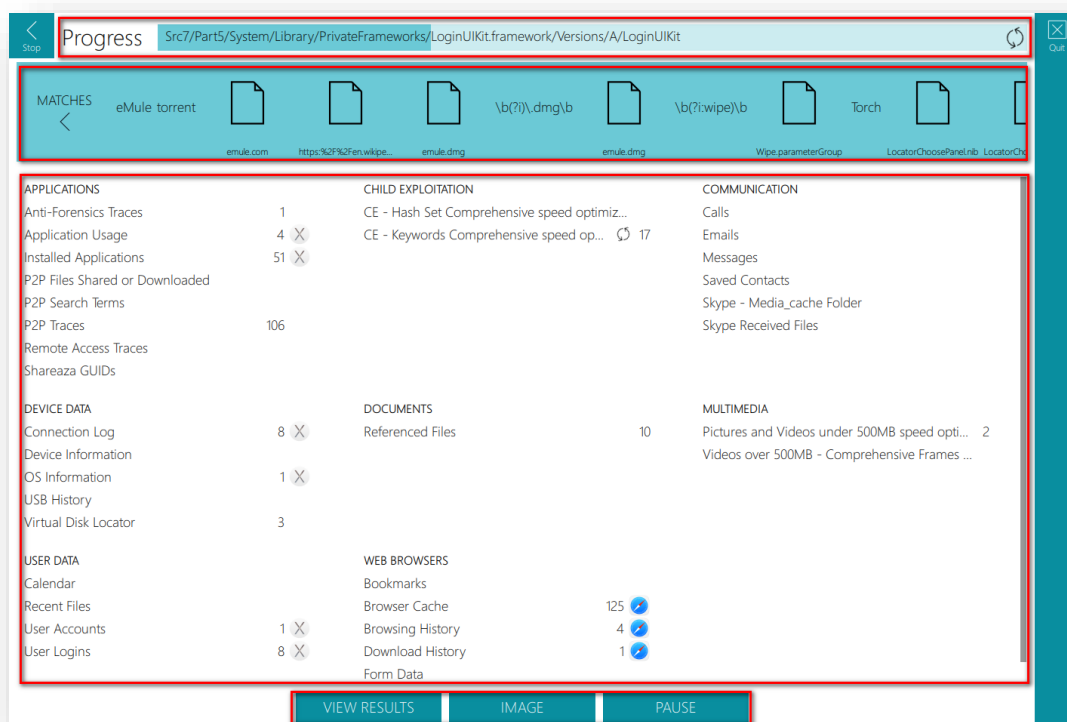 Stop
Progress
Src7/Part5/System/Library/PrivateFrameworks/LoginUIKit.framework/Versions/A/LoginUIKit
Quit
MATCHES
eMule torrent
emule.com
https:%2F%2Fen.wikipe...
emule.dmg
\b(?i)\.dmg\b
emule.dmg
\b(?i:wipe)\b
Wipe.parameterGroup
Torch
LocatorChoosePanel.nib
LocatorCho
APPLICATIONS
Anti-Forensics Traces 1
Application Usage 4 X
Installed Applications 51 X
P2P Files Shared or Downloaded
P2P Search Terms
P2P Traces 106
Remote Access Traces
Shareaza GUIDs
CHILD EXPLOITATION
CE - Hash Set Comprehensive speed optimiz...
CE - Keywords Comprehensive speed op... 17
COMMUNICATION
Calls
Emails
Messages
Saved Contacts
Skype - Media_cache Folder
Skype Received Files
DEVICE DATA
Connection Log 8 X
Device Information
OS Information 1 X
USB History
Virtual Disk Locator 3
DOCUMENTS
Referenced Files 10
MULTIMEDIA
Pictures and Videos under 500MB speed opti... 2
Videos over 500MB - Comprehensive Frames ...
USER DATA
Calendar
Recent Files
User Accounts 1 X
User Logins 8 X
WEB BROWSERS
Bookmarks
Browser Cache 125
Browsing History 4
Download History 1
Form Data
VIEW RESULTS
IMAGE
PAUSE